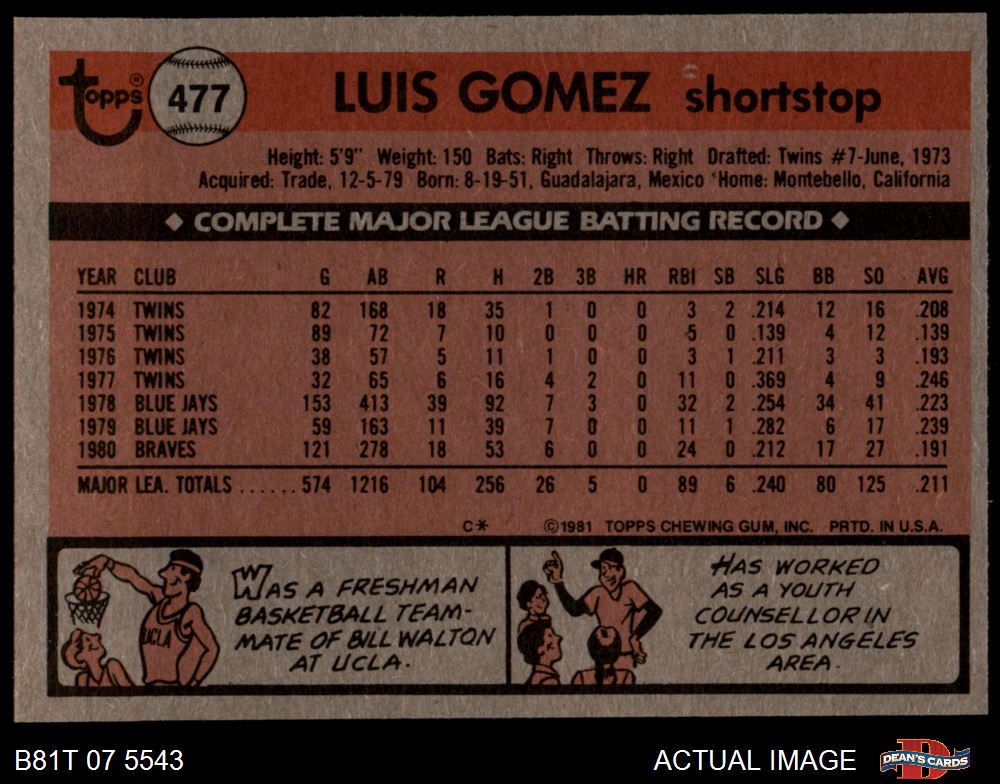 topps® 477 LUIS GOMEZ shortstop
Height: 5'9" Weight: 150 Bats: Right Throws: Right Drafted: Twins #7-June, 1973
Acquired: Trade, 12-5-79 Born: 8-19-51, Guadalajara, Mexico Home: Montebello, California
◆ COMPLETE MAJOR LEAGUE BATTING RECORD ◆
YEAR CLUB G AB R H 2B 3B HR RBI SB SLG BB SO AVG
1974 TWINS 82 168 18 35 1 0 0 3 2 .214 12 16 .208
1975 TWINS 89 72 7 10 0 0 0 5 0 .139 4 12 .139
1976 TWINS 38 57 5 11 1 0 0 3 1 .211 3 3 .193
1977 TWINS 32 65 6 16 4 2 0 11 0 .369 4 9 .246
1978 BLUE JAYS 153 413 39 92 7 3 0 32 2 .254 34 41 .223
1979 BLUE JAYS 59 163 11 39 7 0 0 11 1 .282 6 17 .239
1980 BRAVES 121 278 18 53 6 0 0 24 0 .212 17 27 .191
MAJOR LEA. TOTALS ...... 574 1216 104 256 26 5 0 89 6 .240 80 125 .211
C* ©1981 TOPPS CHEWING GUM, INC. PRTD. IN U.S.A.
UCLA
WAS A FRESHMAN
BASKETBALL TEAM-
MATE OF BILL WALTON
AT UCLA.
HAS WORKED
AS A YOUTH
COUNSELLOR IN
THE LOS ANGELES
AREA.
B81T 07 5543 ACTUAL IMAGE D DEAN'S CARDS